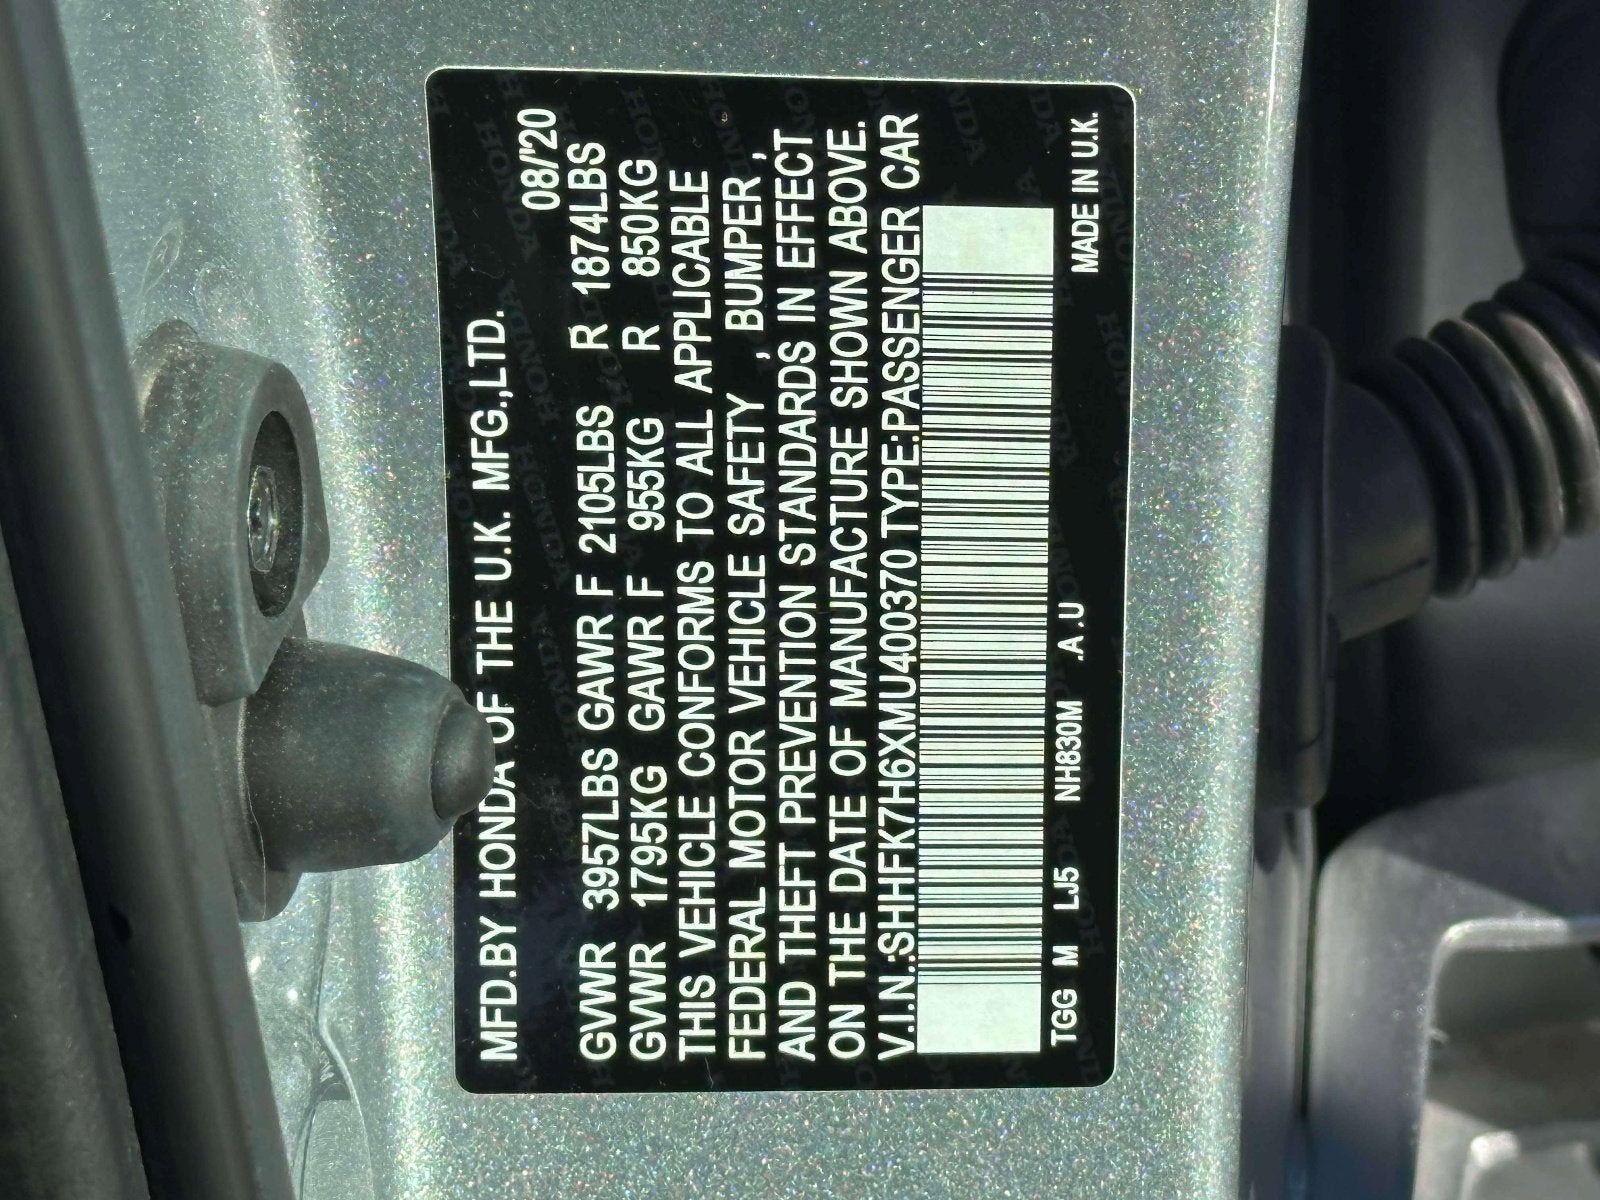 MFD.BY HONDA OF THE U.K. MFG.,LTD. 08/'20
GVWR 3957LBS GAWR F 2105LBS R 1874LBS
GVWR 1795KG GAWR F 955KG R 850KG
THIS VEHICLE CONFORMS TO ALL APPLICABLE
FEDERAL MOTOR VEHICLE SAFETY , BUMPER ,
AND THEFT PREVENTION STANDARDS IN EFFECT
ON THE DATE OF MANUFACTURE SHOWN ABOVE.
V.I.N.:SHHFK7H6XMU400370 TYPE:PASSENGER CAR
TGG M LJ5 NH830M .A .U MADE IN U.K.